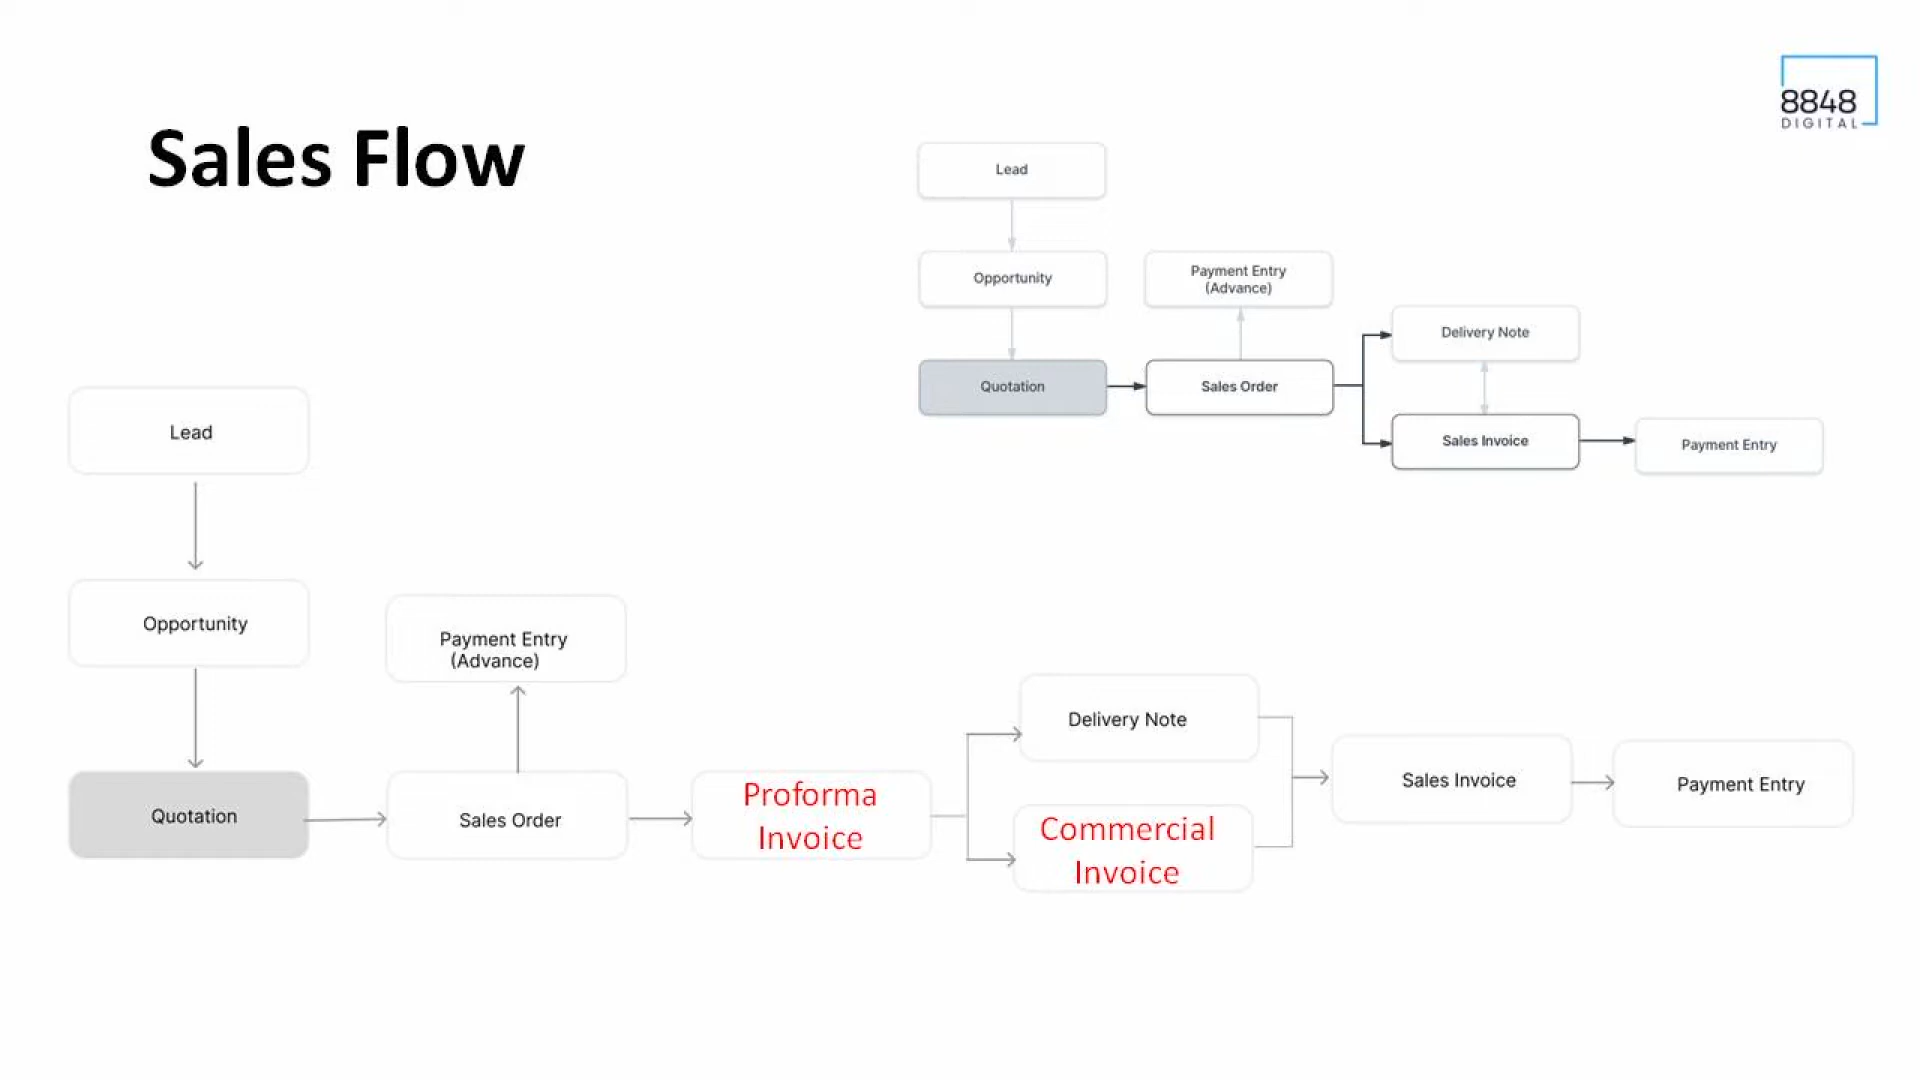 8848
DIGITAL
Sales Flow
Lead
Opportunity
Payment Entry
(Advance)
Quotation
Sales Order
Delivery Note
Sales Invoice
Payment Entry
Lead
Opportunity
Payment Entry
(Advance)
Quotation
Sales Order
Proforma
Invoice
Delivery Note
Commercial
Invoice
Sales Invoice
Payment Entry